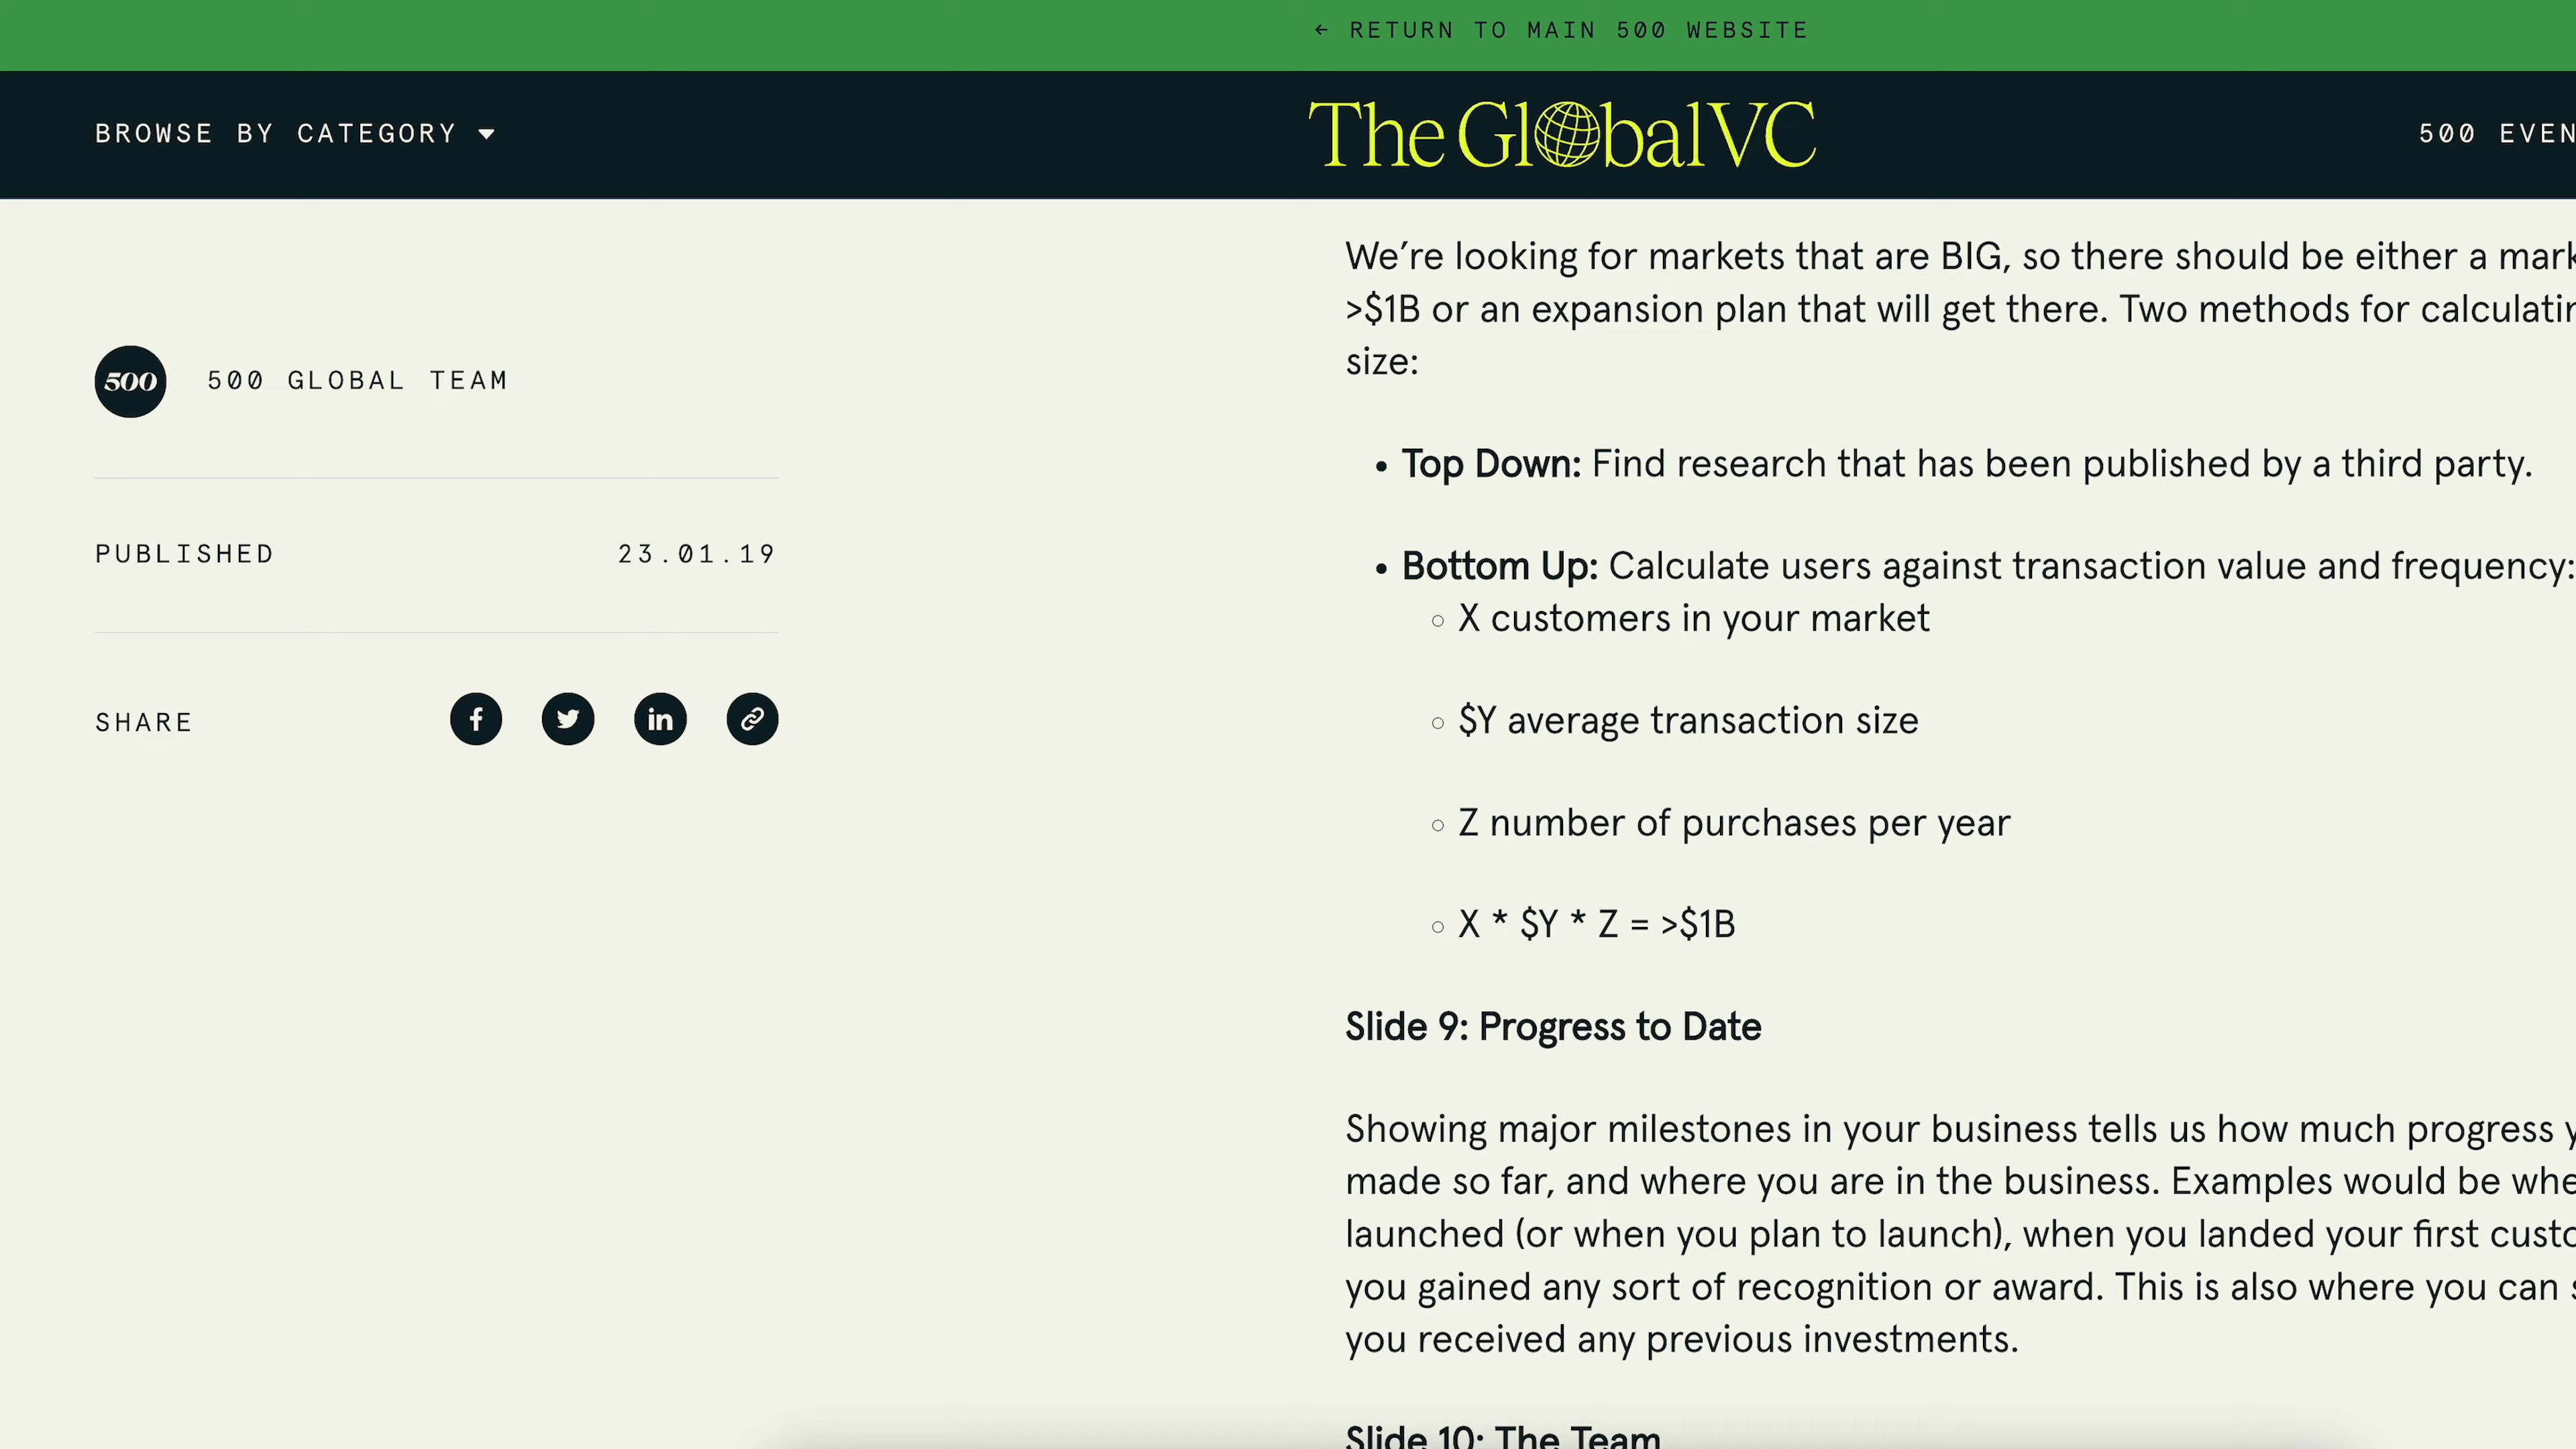 ← RETURN TO MAIN 500 WEBSITE
BROWSE BY CATEGORY
The Global VC
500
500 GLOBAL TEAM
PUBLISHED 23.01.19
SHARE
We’re looking for markets that are BIG, so there should be either a
>$1B or an expansion plan that will get there. Two methods for
size:
• Top Down: Find research that has been published by a third party.
• Bottom Up: Calculate users against transaction value and frequency:
◦ X customers in your market
◦ $Y average transaction size
◦ Z number of purchases per year
◦ X * $Y * Z = >$1B
Slide 9: Progress to Date
Showing major milestones in your business tells us how much progress
made so far, and where you are in the business. Examples would be
launched (or when you plan to launch), when you landed your first
you gained any sort of recognition or award. This is also where you can
you received any previous investments.
Slide 10: The Team
500